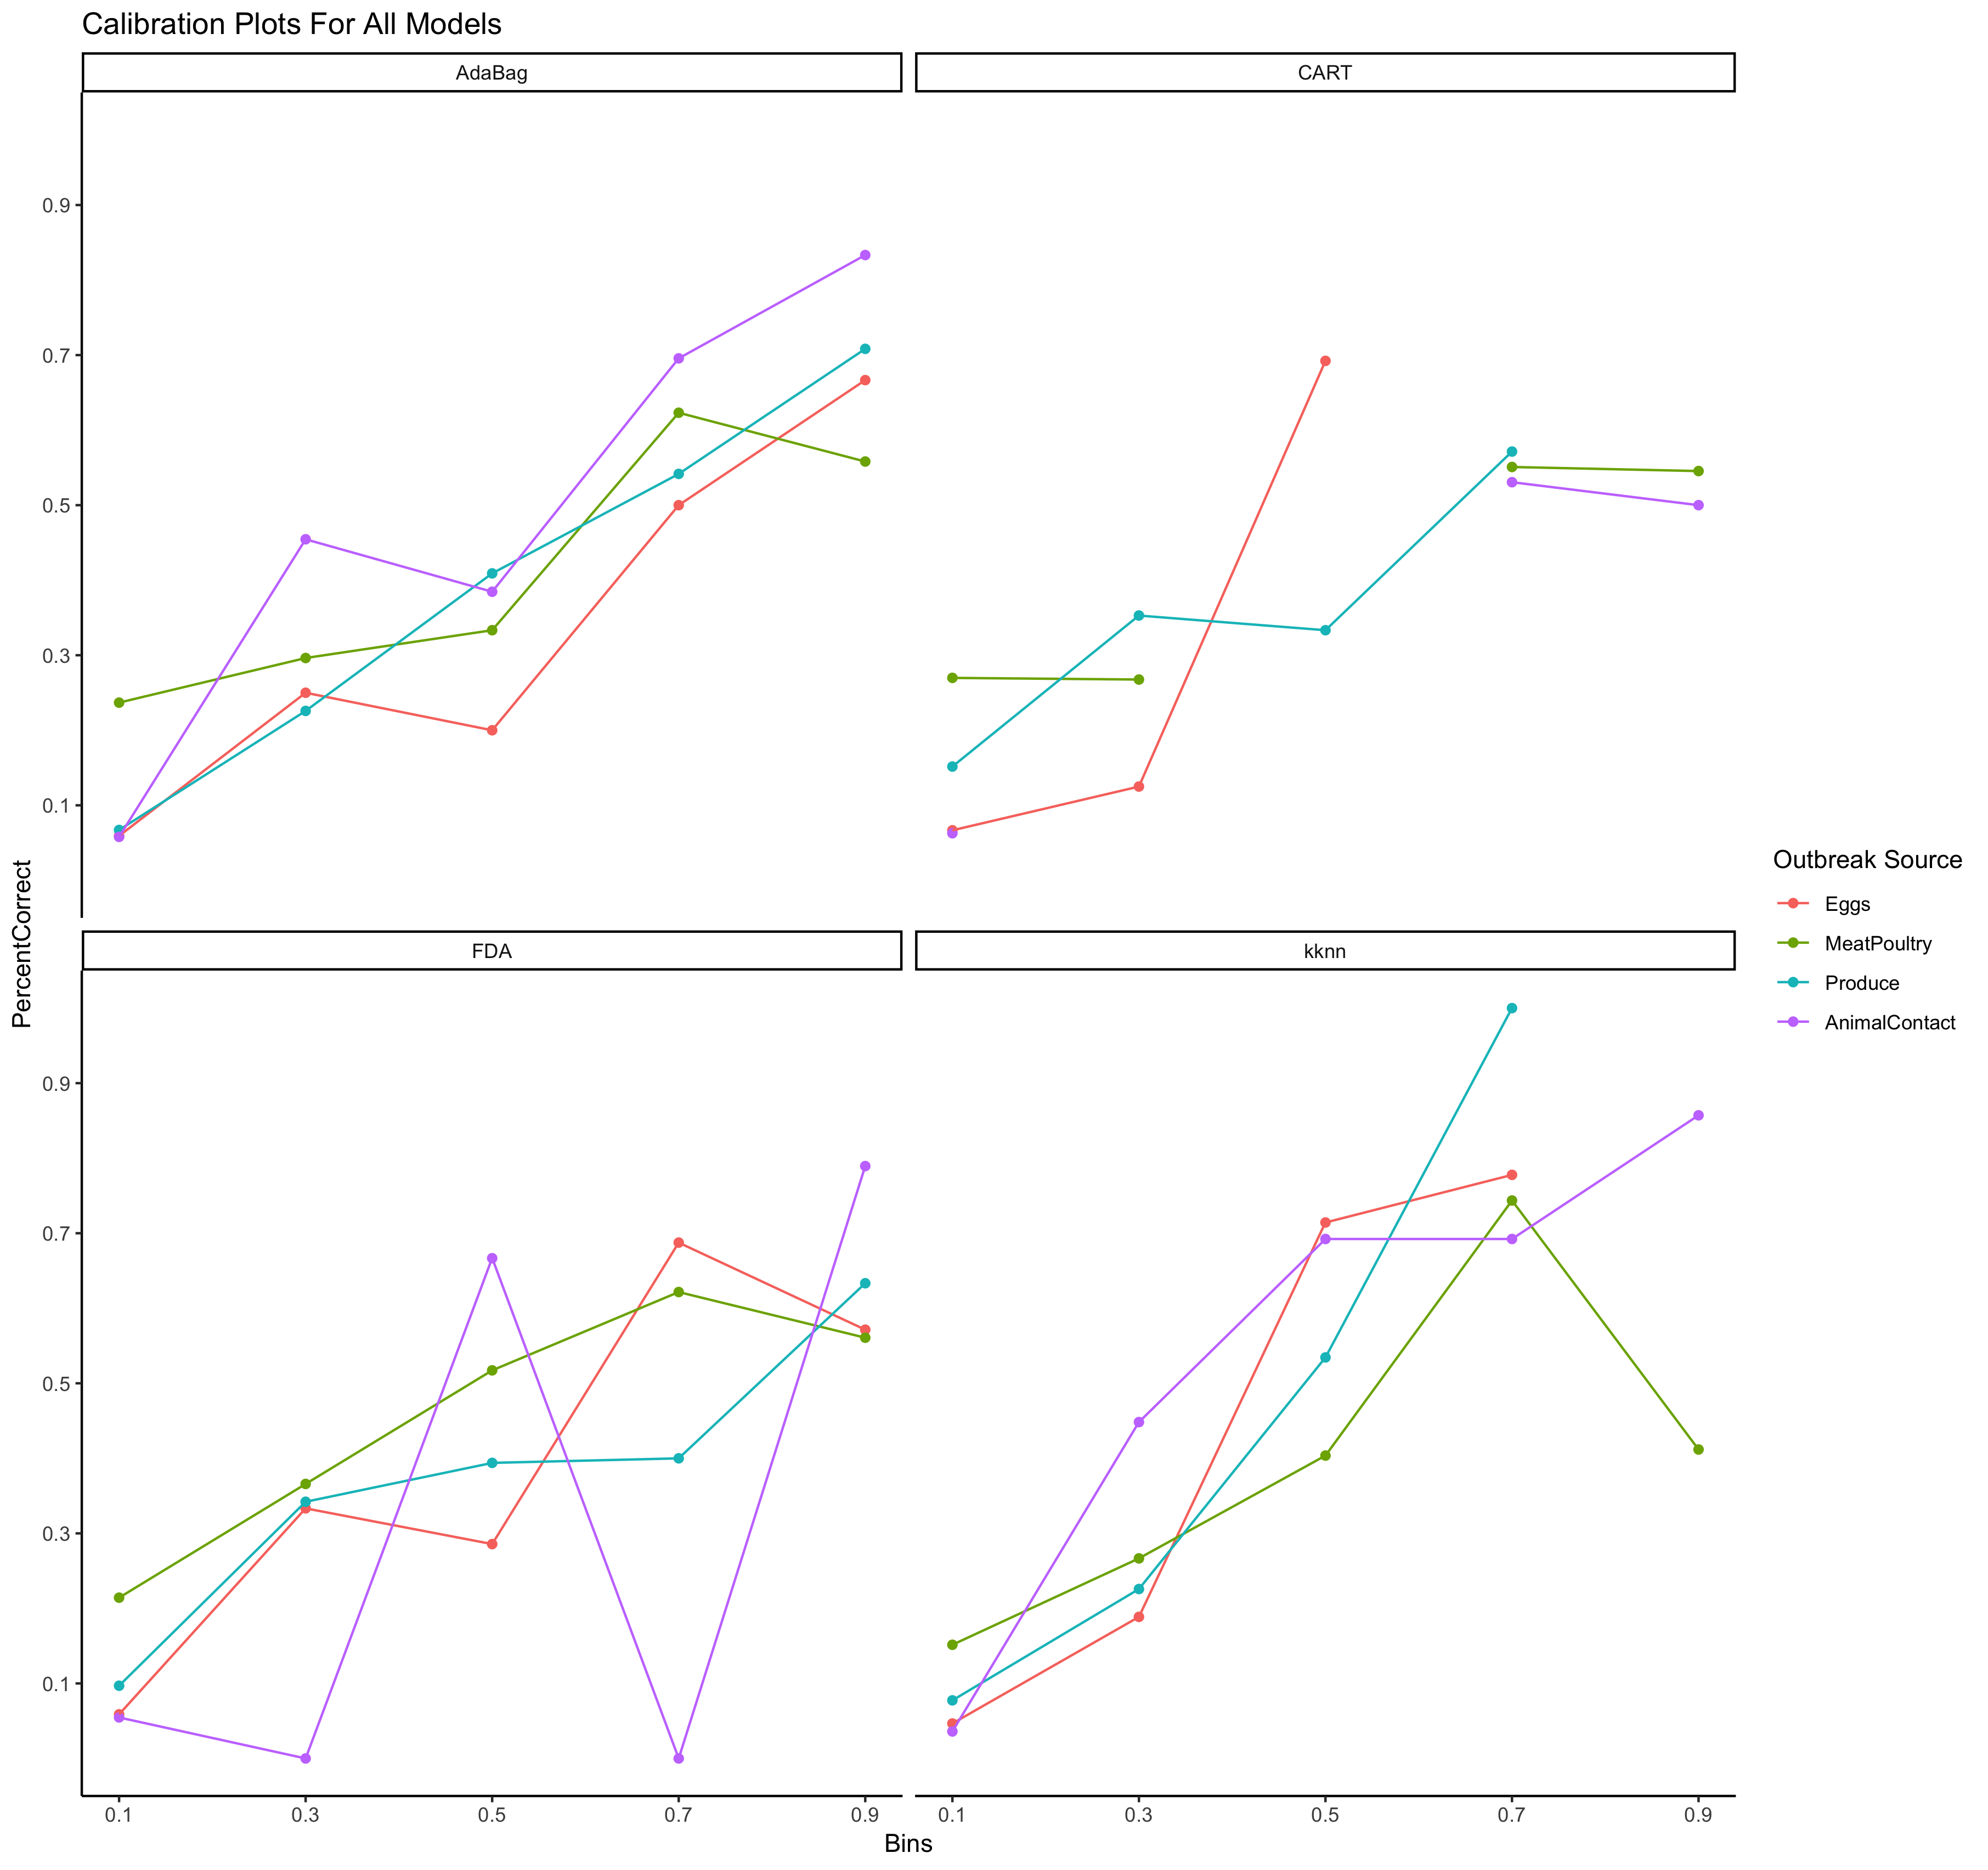 Calibration Plots For All Models
AdaBag
CART
0.9
0.7
0.5
0.3
0.1
FDA
kknn
0.9
0.7
0.5
0.3
0.1
0.1 0.3 0.5 0.7 0.9
0.1 0.3 0.5 0.7 0.9
Bins
PercentCorrect
Outbreak Source
Eggs
MeatPoultry
Produce
AnimalContact